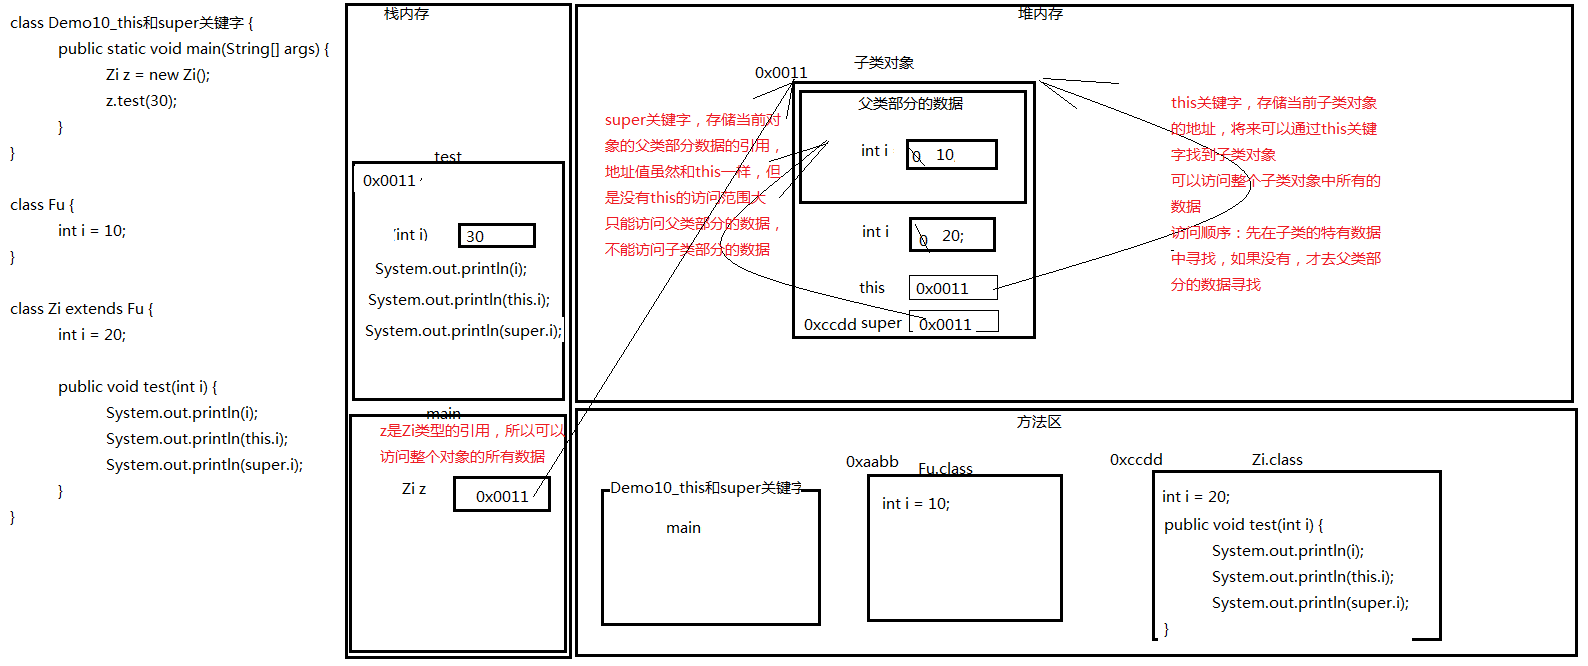 class Demo10_this和super关键字 {
public static void main(String[] args) {
Zi z = new Zi();
z.test(30);
}
}
class Fu {
int i = 10;
}
class Zi extends Fu {
int i = 20;
public void test(int i) {
System.out.println(i);
System.out.println(this.i);
System.out.println(super.i);
}
}
栈内存
test
0x0011
int i)
30
System.out.println(i);
System.out.println(this.i);
System.out.println(super.i);
main
z是Zi类型的引用，所以可以
访问整个对象的所有数据
Zi z
0x0011
堆内存
子类对象
0x0011
父类部分的数据
int i
0 10
int i
0 20;
this
0x0011
0xccdd super
0x0011
super关键字，存储当前对
象的父类部分数据的引用，
地址值虽然和this一样，但
是没有this的访问范围大
只能访问父类部分的数据，
不能访问子类部分的数据
this关键字，存储当前子类对象
的地址，将来可以通过this关键
字找到子类对象
可以访问整个子类对象中所有的
数据
访问顺序：先在子类的特有数据
中寻找，如果没有，才去父类部
分的数据寻找
方法区
Demo10_this和super关键字
main
0xaabb
Fu.class
int i = 10;
0xccdd
Zi.class
int i = 20;
public void test(int i) {
System.out.println(i);
System.out.println(this.i);
System.out.println(super.i);
}